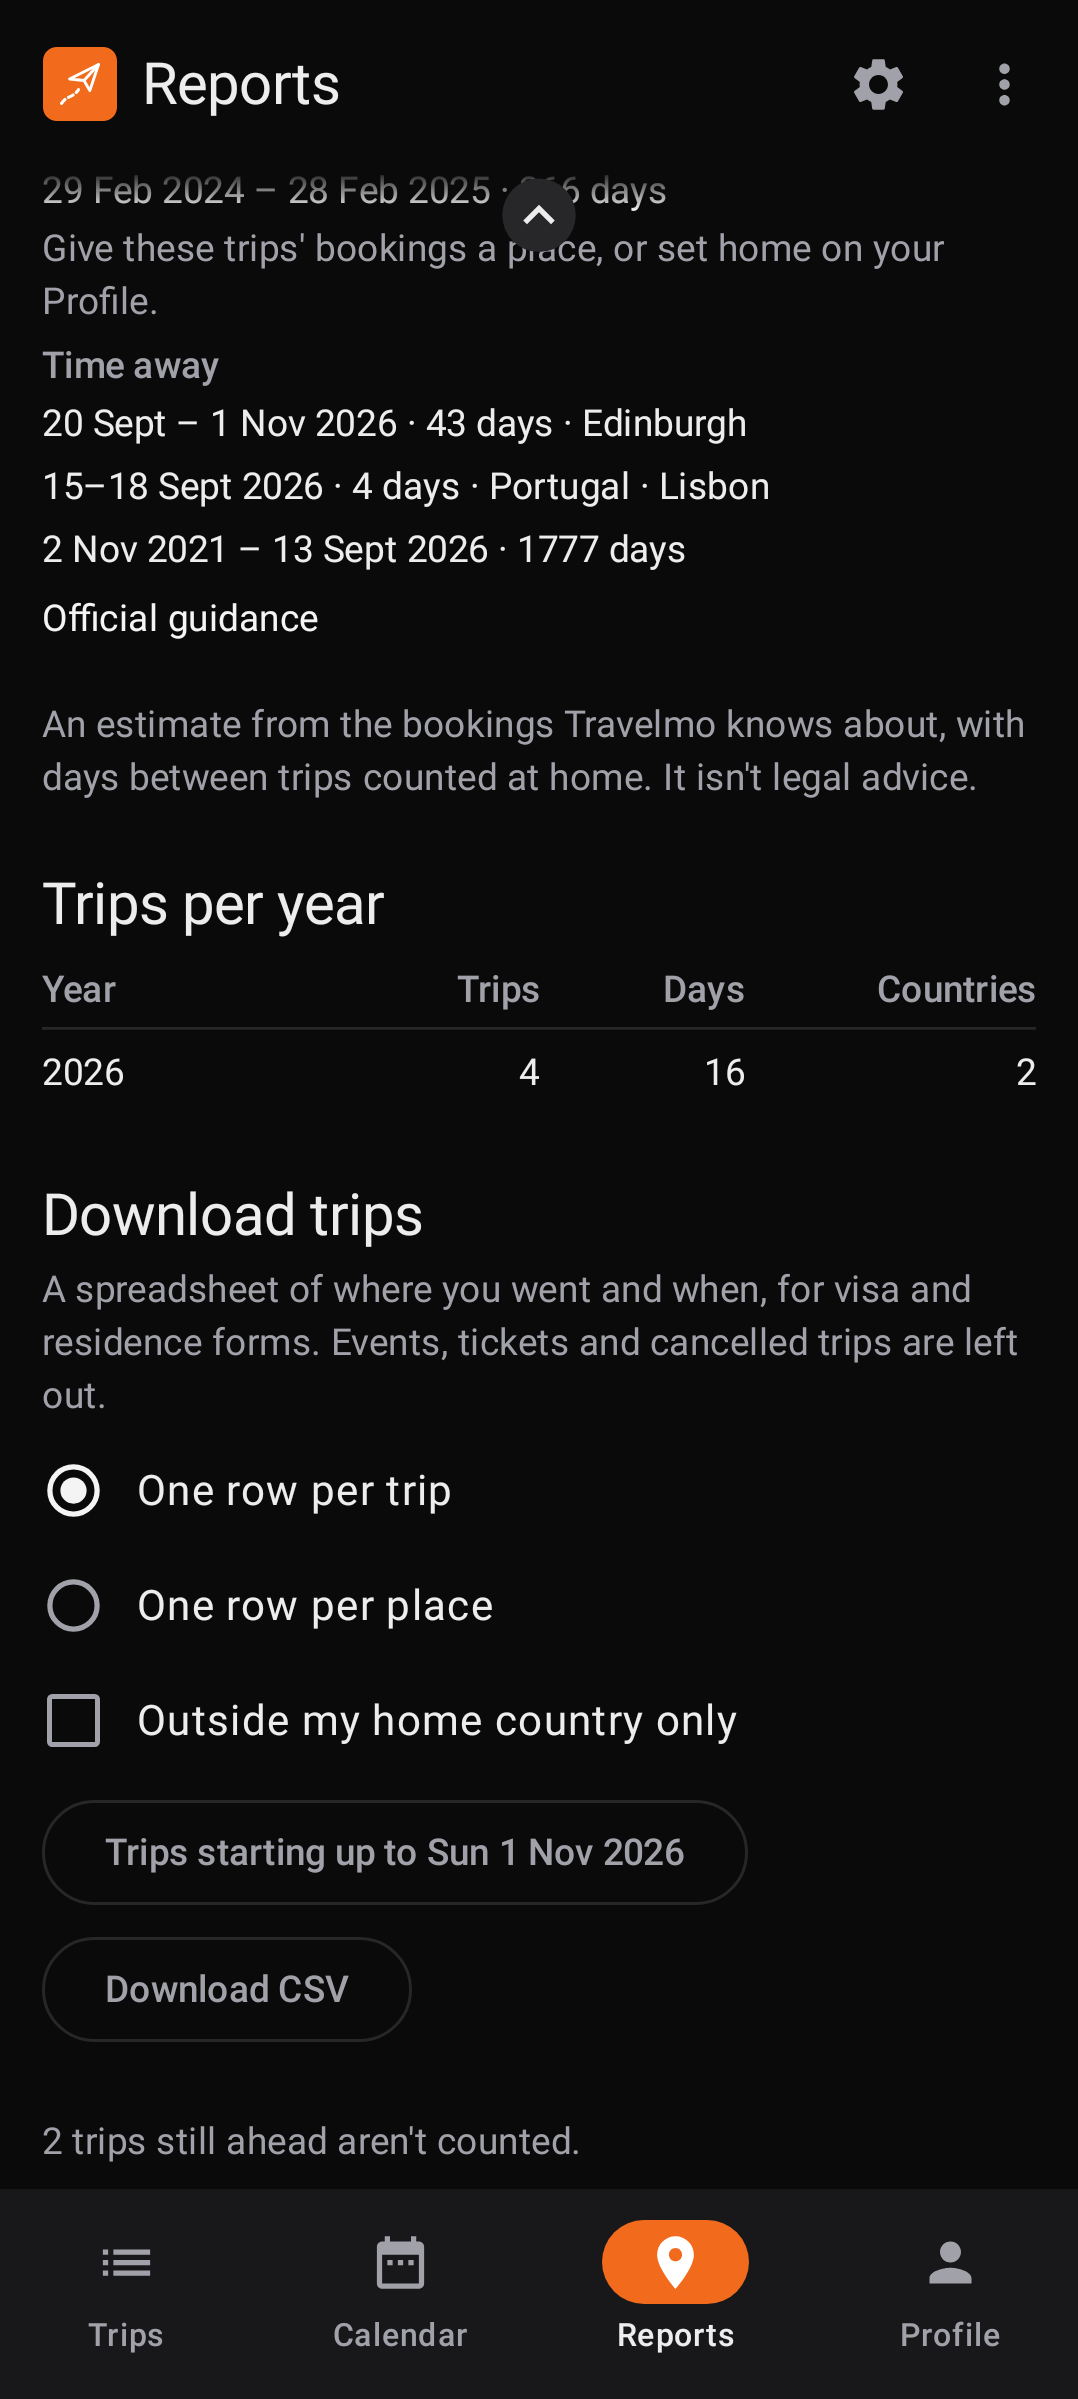 Reports
29 Feb 2024 – 28 Feb 2025 · days
Give these trips' bookings a place, or set home on your
Profile.
Time away
20 Sept – 1 Nov 2026 · 43 days · Edinburgh
15–18 Sept 2026 · 4 days · Portugal · Lisbon
2 Nov 2021 – 13 Sept 2026 · 1777 days
Official guidance
An estimate from the bookings Travelmo knows about, with
days between trips counted at home. It isn't legal advice.
Trips per year
Year Trips Days Countries
2026 4 16 2
Download trips
A spreadsheet of where you went and when, for visa and
residence forms. Events, tickets and cancelled trips are left
out.
One row per trip
One row per place
Outside my home country only
Trips starting up to Sun 1 Nov 2026
Download CSV
2 trips still ahead aren't counted.
Trips Calendar Reports Profile